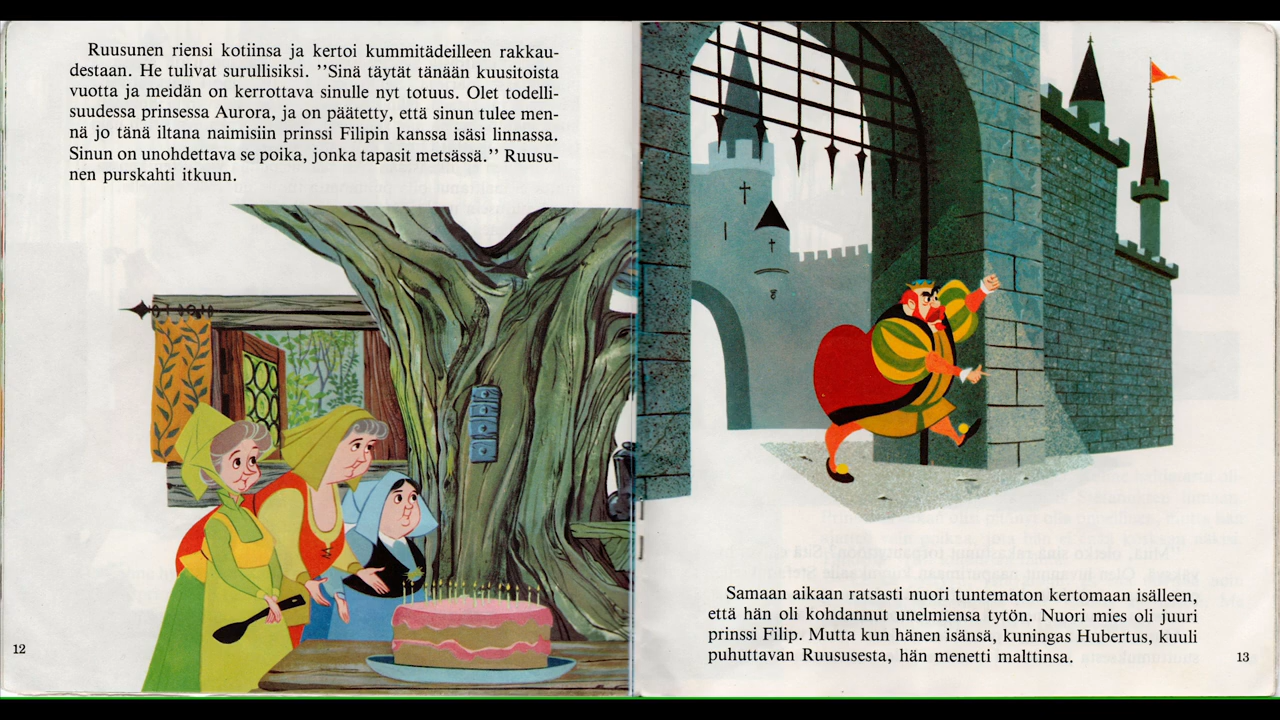 Ruusunen riensi kotiinsa ja kertoi kummitädeilleen rakkau-
destaan. He tulivat surullisiksi. ”Sinä täytät tänään kuusitoista
vuotta ja meidän on kerrottava sinulle nyt totuus. Olet todelli-
suudessa prinsessa Aurora, ja on päätetty, että sinun tulee men-
nä jo tänä iltana naimisiin prinssi Filipin kanssa isäsi linnassa.
Sinun on unohdettava se poika, jonka tapasit metsässä.” Ruusu-
nen purskahti itkuun.
12
Samaan aikaan ratsasti nuori tuntematon kertomaan isälleen,
että hän oli kohdannut unelmiensa tytön. Nuori mies oli juuri
prinssi Filip. Mutta kun hänen isänsä, kuningas Hubertus, kuuli
puhuttavan Ruususesta, hän menetti malttinsa.
13